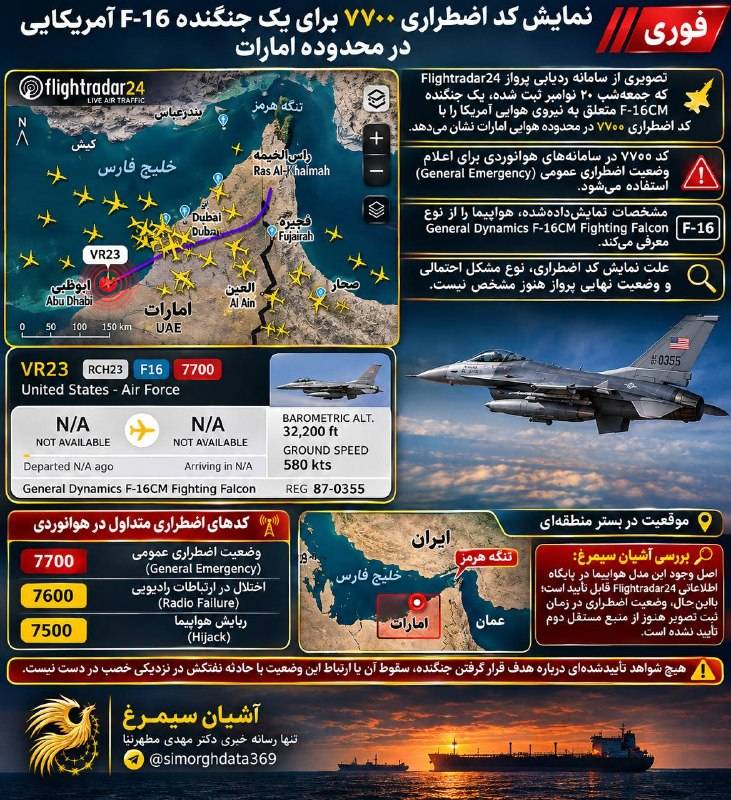 فوری
نمایش کد اضطراری ۷۷۰۰ برای یک جنگنده F-16 آمریکایی
در محدوده امارات
flightradar24
LIVE AIR TRAFFIC
بندرعباس
تنگه هرمز
N
کیش
خلیج فارس
رأس‌الخیمه
Ras Al-Khaimah
Dubai
Dubai
فجیره
Fujairah
VR23
ابوظبی
Abu Dhabi
العین
Al Ain
صحار
امارات
UAE
0 50 100 150 km
تصویری از سامانه ردیابی پرواز Flightradar24
که جمعه‌شب ۲۰ نوامبر ثبت شده، یک جنگنده
F-16CM متعلق به نیروی هوایی آمریکا را با
کد اضطراری ۷۷۰۰ در محدوده هوایی امارات نشان می‌دهد.
کد ۷۷۰۰ در سامانه‌های هوانوردی برای اعلام
وضعیت اضطراری عمومی (General Emergency)
استفاده می‌شود.
F-16
مشخصات نمایش‌داده‌شده، هواپیما را از نوع
General Dynamics F-16CM Fighting Falcon
معرفی می‌کند.
علت نمایش کد اضطراری، نوع مشکل احتمالی
و وضعیت نهایی پرواز هنوز مشخص نیست.
0355
VR23 RCH23 F16 7700
United States - Air Force
N/A
NOT AVAILABLE
N/A
NOT AVAILABLE
Departed N/A ago
Arriving in N/A
BAROMETRIC ALT.
32,200 ft
GROUND SPEED
580 kts
General Dynamics F-16CM Fighting Falcon
REG 87-0355
کدهای اضطراری متداول در هوانوردی
7700
وضعیت اضطراری عمومی
(General Emergency)
7600
اختلال در ارتباطات رادیویی
(Radio Failure)
7500
ربایش هواپیما
(Hijack)
موقعیت در بستر منطقه‌ای
ایران
تنگه هرمز
خلیج فارس
امارات
عمان
بررسی آشیان سیمرغ:
اصل وجود این مدل هواپیما در پایگاه
اطلاعاتی Flightradar24 قابل تأیید است؛
بااین‌حال، وضعیت اضطراری در زمان
ثبت تصویر هنوز از منبع مستقل دوم
تأیید نشده است.
هیچ شواهد تأییدشده‌ای درباره هدف قرار گرفتن جنگنده، سقوط آن یا ارتباط این وضعیت با حادثه نفتکش در نزدیکی خصب در دست نیست.
آشیان سیمرغ
تنها رسانه خبری دکتر مهدی مطهرنیا
@simorghdata369